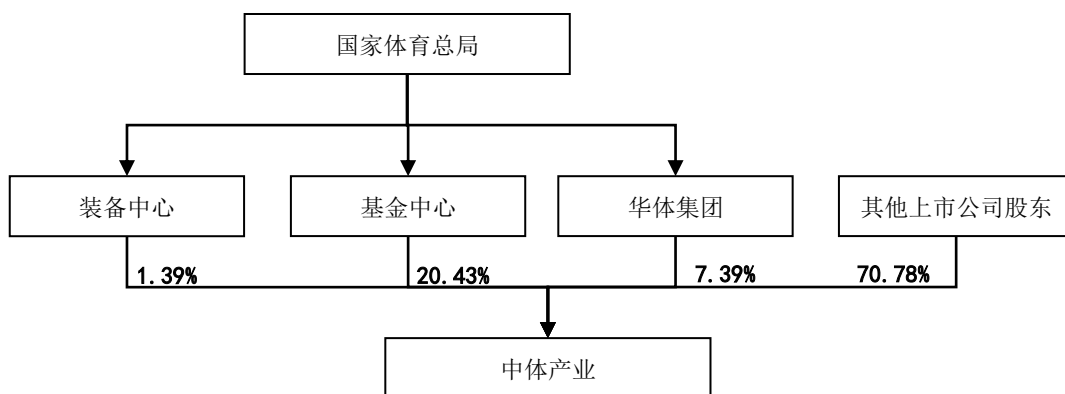 国家体育总局
装备中心
基金中心
华体集团
其他上市公司股东
1.39%
20.43%
7.39%
70.78%
中体产业